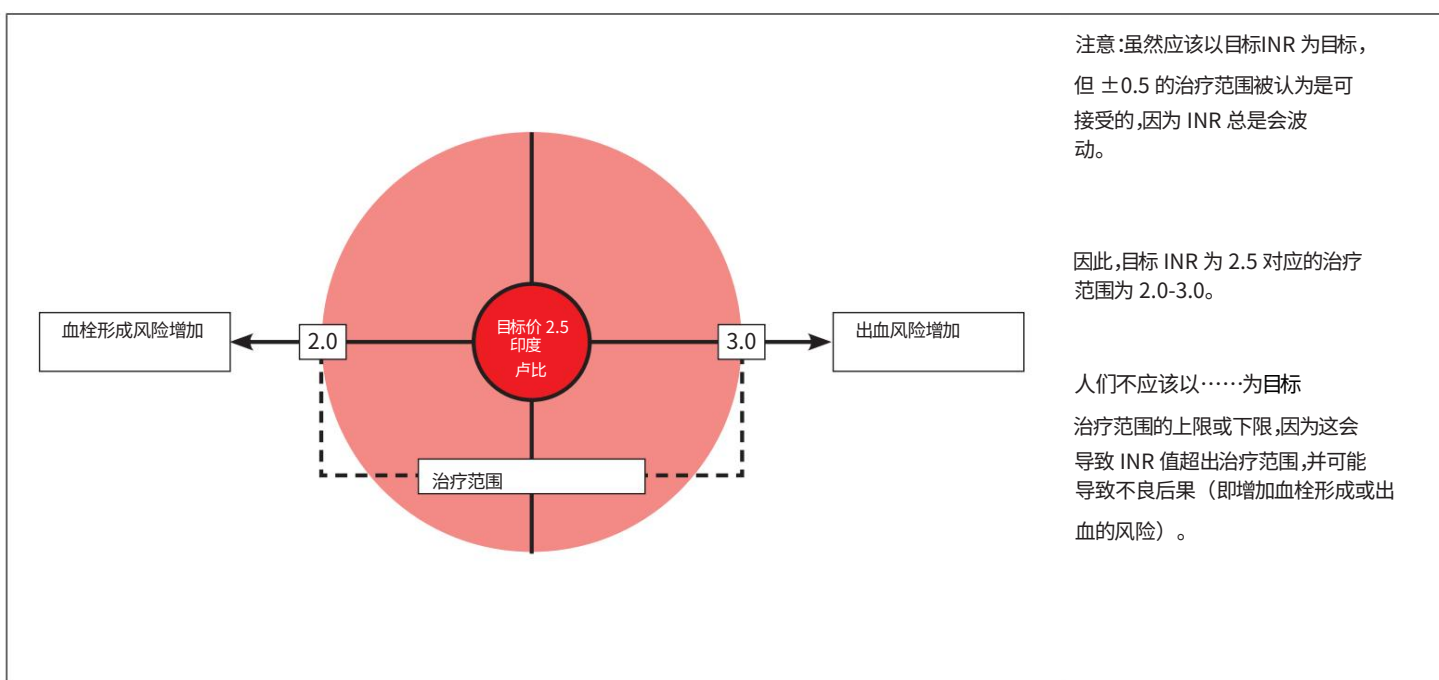 注意:虽然应该以目标INR 为目标，
但 ±0.5 的治疗范围被认为是可
接受的,因为 INR 总是会波
动。
因此,目标 INR 为 2.5 对应的治疗
范围为 2.0-3.0。
血栓形成风险增加
2.0
目标价 2.5
印度
卢比
3.0
出血风险增加
治疗范围
人们不应该以……为目标
治疗范围的上限或下限,因为这会
导致 INR 值超出治疗范围,并可能
导致不良后果（即增加血栓形成或出
血的风险）。